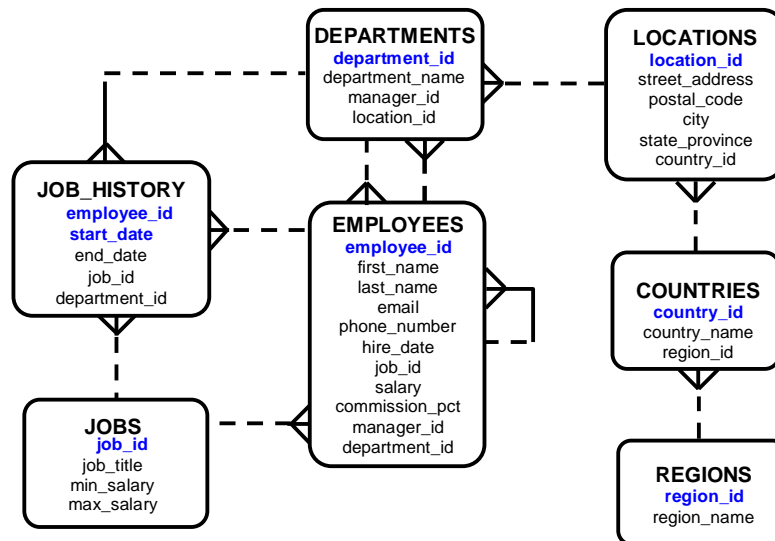 DEPARTMENTS
department_id
department_name
manager_id
location_id
LOCATIONS
location_id
street_address
postal_code
city
state_province
country_id
JOB_HISTORY
employee_id
start_date
end_date
job_id
department_id
EMPLOYEES
employee_id
first_name
last_name
email
phone_number
hire_date
job_id
salary
commission_pct
manager_id
department_id
COUNTRIES
country_id
country_name
region_id
JOBS
job_id
job_title
min_salary
max_salary
REGIONS
region_id
region_name